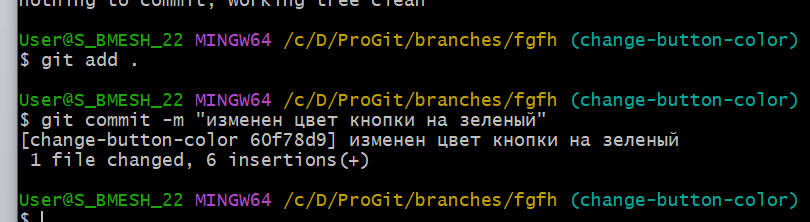 nothing to commit, working tree clean
User@S_BMESH_22 MINGW64 /c/D/ProGit/branches/fgfh (change-button-color)
$ git add .
User@S_BMESH_22 MINGW64 /c/D/ProGit/branches/fgfh (change-button-color)
$ git commit -m "изменен цвет кнопки на зеленый"
[change-button-color 60f78d9] изменен цвет кнопки на зеленый
1 file changed, 6 insertions(+)
User@S_BMESH_22 MINGW64 /c/D/ProGit/branches/fgfh (change-button-color)
$